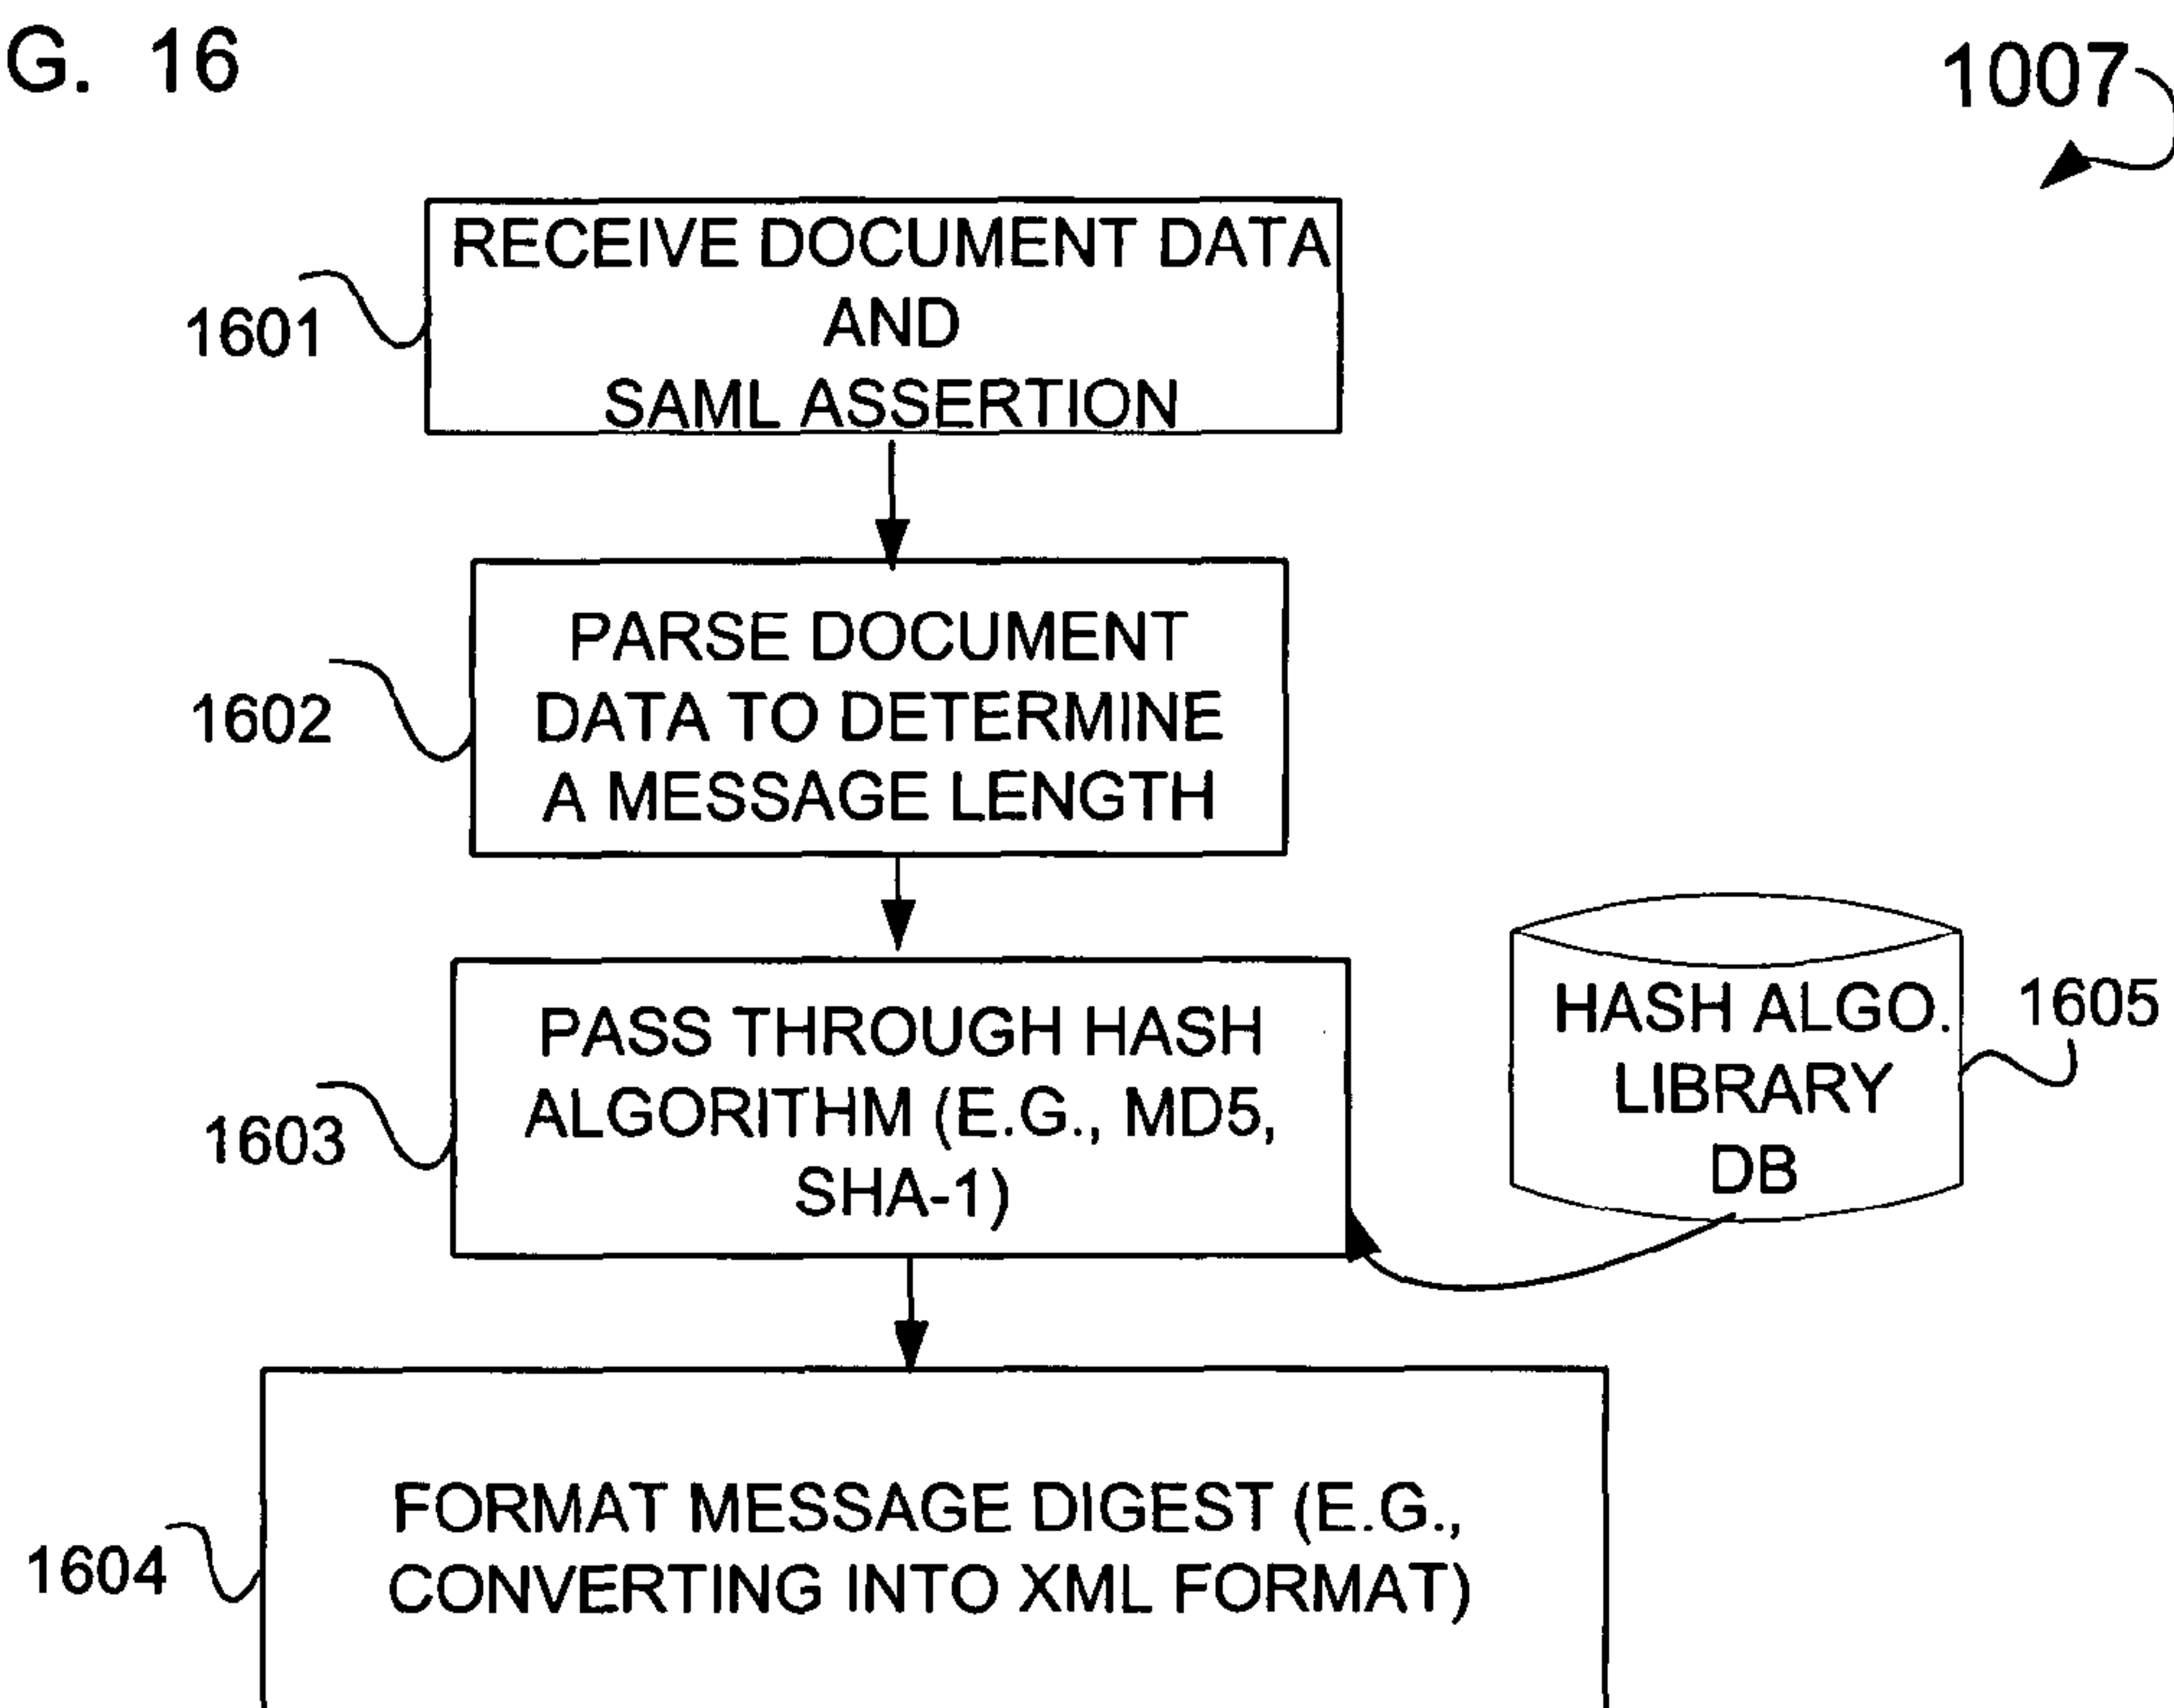 G. 16
1007
RECEIVE DOCUMENT DATA
AND
SAML ASSERTION
1601
PARSE DOCUMENT
DATA TO DETERMINE
A MESSAGE LENGTH
1602
PASS THROUGH HASH
ALGORITHM (E.G., MD5,
SHA-1)
1603
HASH ALGO.
LIBRARY
DB
1605
FORMAT MESSAGE DIGEST (E.G.,
CONVERTING INTO XML FORMAT)
1604